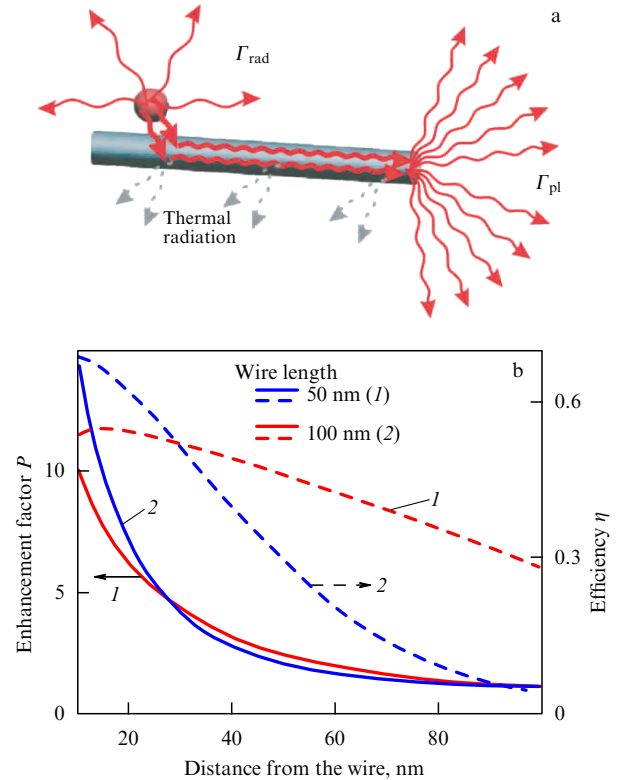 a
Γrad
Thermal
radiation
Γpl
b
Wire length
50 nm (1)
100 nm (2)
10
5
0
0.6
0.3
0
2
1
1
2
Enhancement factor P
Efficiency η
20
40
60
80
Distance from the wire, nm